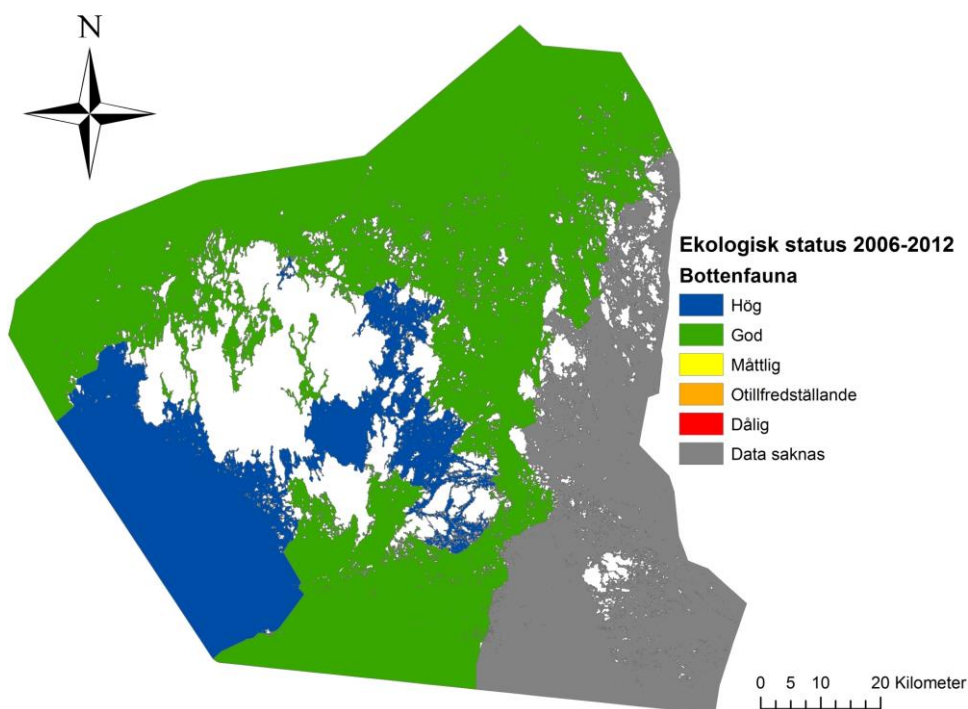 N
Ekologisk status 2006-2012
Bottenfauna
Hög
God
Måttlig
Otillfredställande
Dålig
Data saknas
0 5 10 20 Kilometer